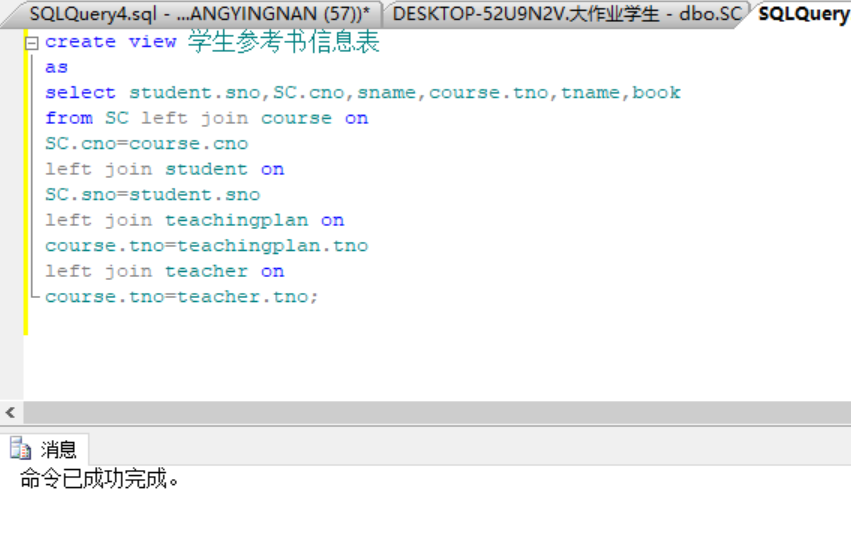 SQLQuery4.sql - ...ANGYINGNAN (57))* DESKTOP-52U9N2V.大作业学生 - dbo.SC SQLQuery
create view 学生参考书信息表
as
select student.sno,SC.cno,sname,course.tno,tname,book
from SC left join course on
SC.cno=course.cno
left join student on
SC.sno=student.sno
left join teachingplan on
course.tno=teachingplan.tno
left join teacher on
course.tno=teacher.tno;
消息
命令已成功完成。